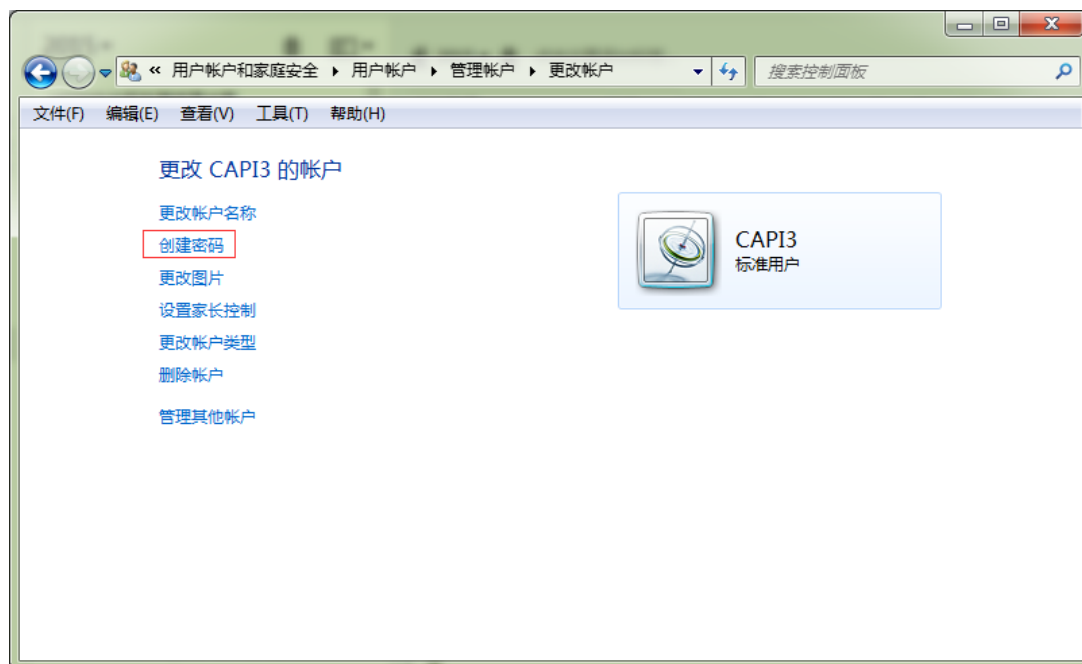 « 用户帐户和家庭安全 ▸ 用户帐户 ▸ 管理帐户 ▸ 更改帐户
搜索控制面板
文件(F) 编辑(E) 查看(V) 工具(T) 帮助(H)
更改 CAPI3 的帐户
更改帐户名称
创建密码
更改图片
设置家长控制
更改帐户类型
删除帐户
管理其他帐户
CAPI3
标准用户